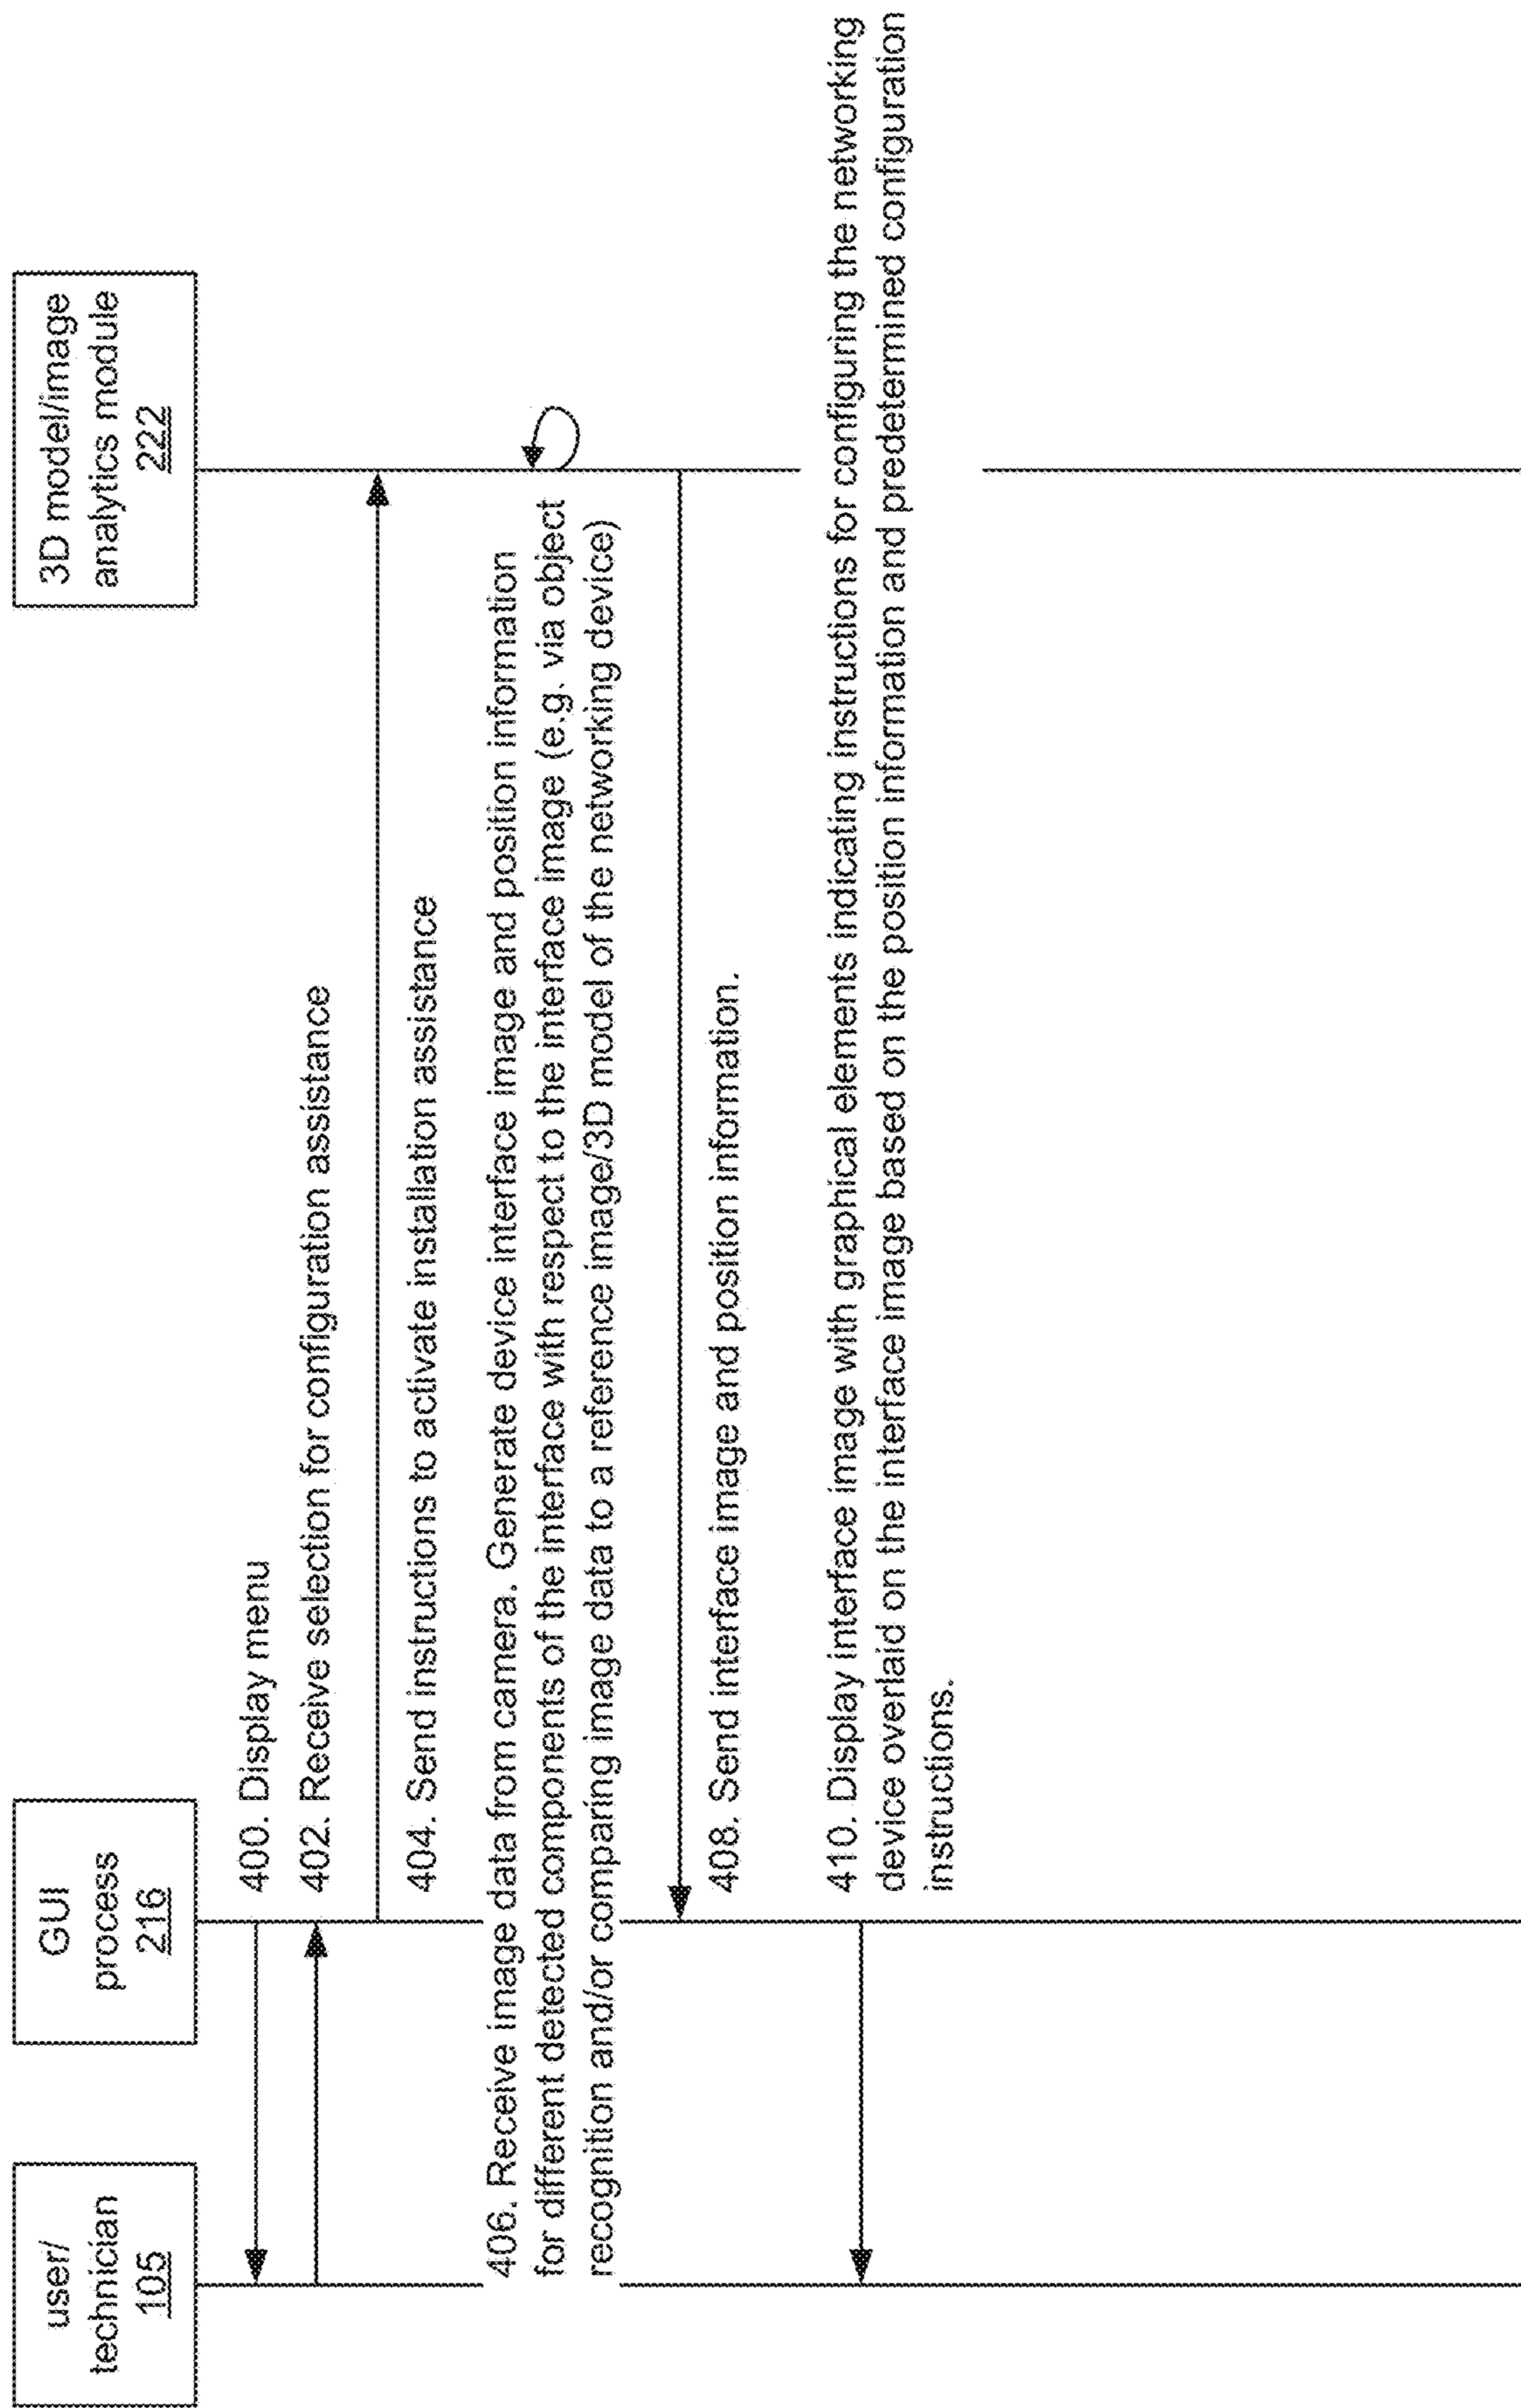 user/
technician
105
GUI
process
216
3D model/image
analytics module
222
400. Display menu
402. Receive selection for configuration assistance
404. Send instructions to activate installation assistance
406. Receive image data from camera. Generate device interface image and position information
for different detected components of the interface with respect to the interface image (e.g. via object
recognition and/or comparing image data to a reference image/3D model of the networking device)
408. Send interface image and position information.
410. Display interface image with graphical elements indicating instructions for configuring the networking
device overlaid on the interface image based on the position information and predetermined configuration
instructions.